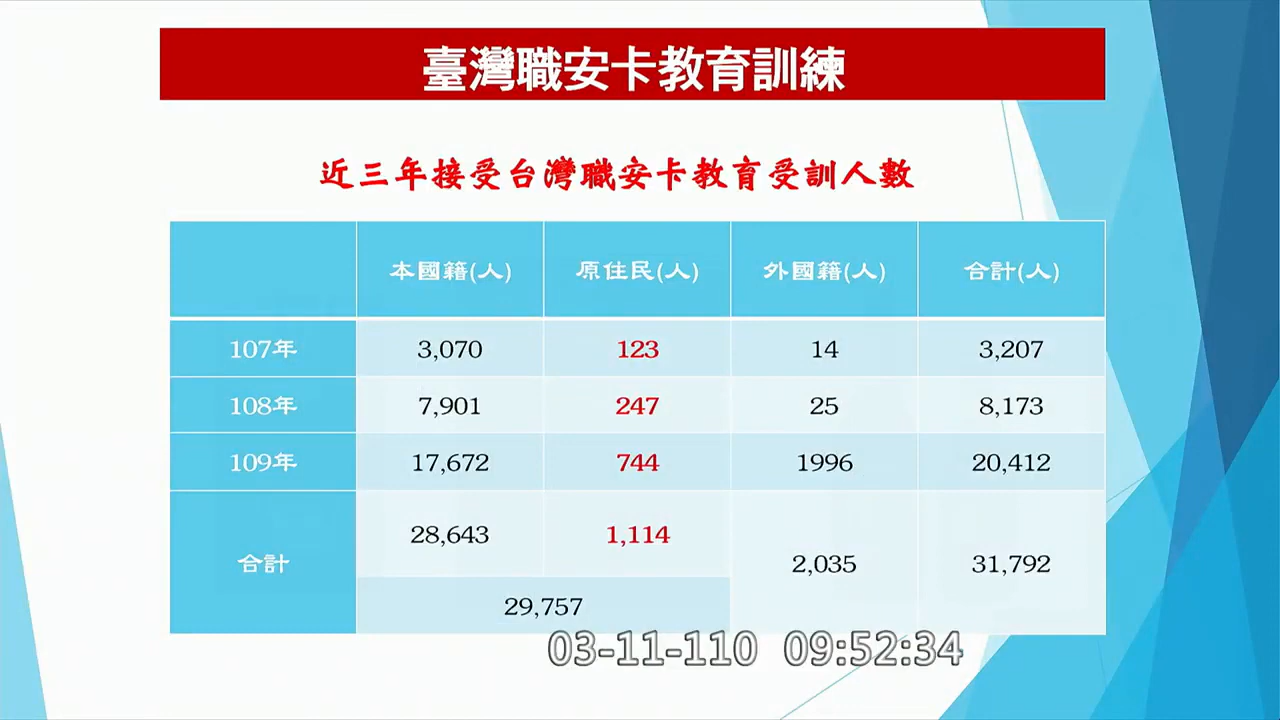 臺灣職安卡教育訓練
近三年接受台灣職安卡教育受訓人數
本國籍(人) 原住民(人) 外國籍(人) 合計(人)
107年 3,070 123 14 3,207
108年 7,901 247 25 8,173
109年 17,672 744 1996 20,412
合計 28,643 1,114 2,035 31,792
29,757
03-11-110 09:52:34